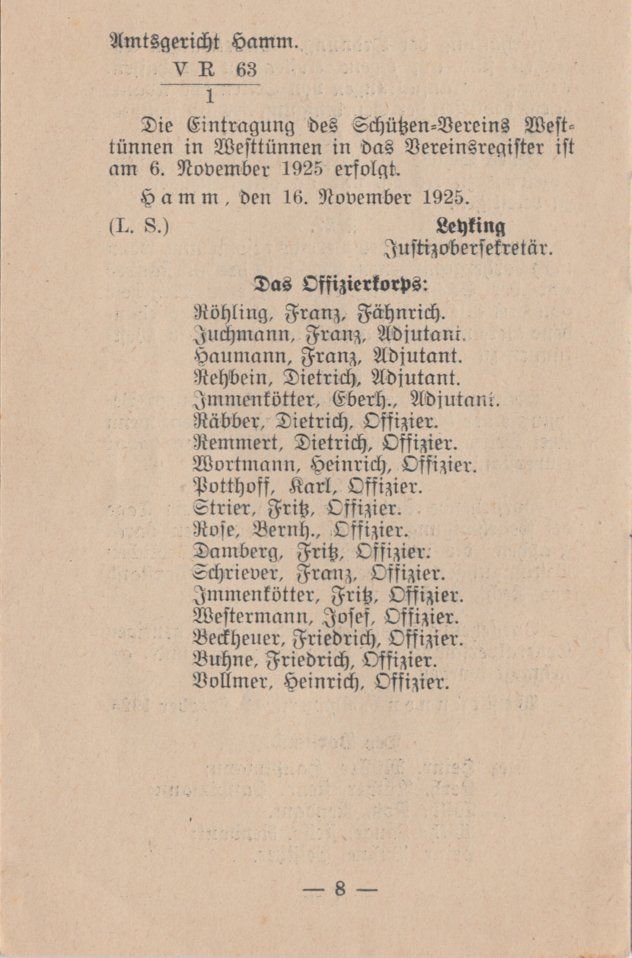 Amtsgericht Hamm.
V R 63
1
Die Eintragung des Schützen-Vereins West-
tünnen in Westtünnen in das Vereinsregister ist
am 6. November 1925 erfolgt.
Hamm, den 16. November 1925.
(L. S.) Leyking
Justizobersekretär.
Das Offizierkorps:
Röhling, Franz, Fähnrich.
Juchmann, Franz, Adjutant.
Haumann, Franz, Adjutant.
Rehbein, Dietrich, Adjutant.
Immenkötter, Eberh., Adjutant.
Räbber, Dietrich, Offizier.
Remmert, Dietrich, Offizier.
Wortmann, Heinrich, Offizier.
Potthoff, Karl, Offizier.
Strier, Fritz, Offizier.
Rose, Bernh., Offizier.
Damberg, Fritz, Offizier.
Schriever, Franz, Offizier.
Immenkötter, Fritz, Offizier.
Westermann, Josef, Offizier.
Beckheuer, Friedrich, Offizier.
Buhne, Friedrich, Offizier.
Vollmer, Heinrich, Offizier.
— 8 —